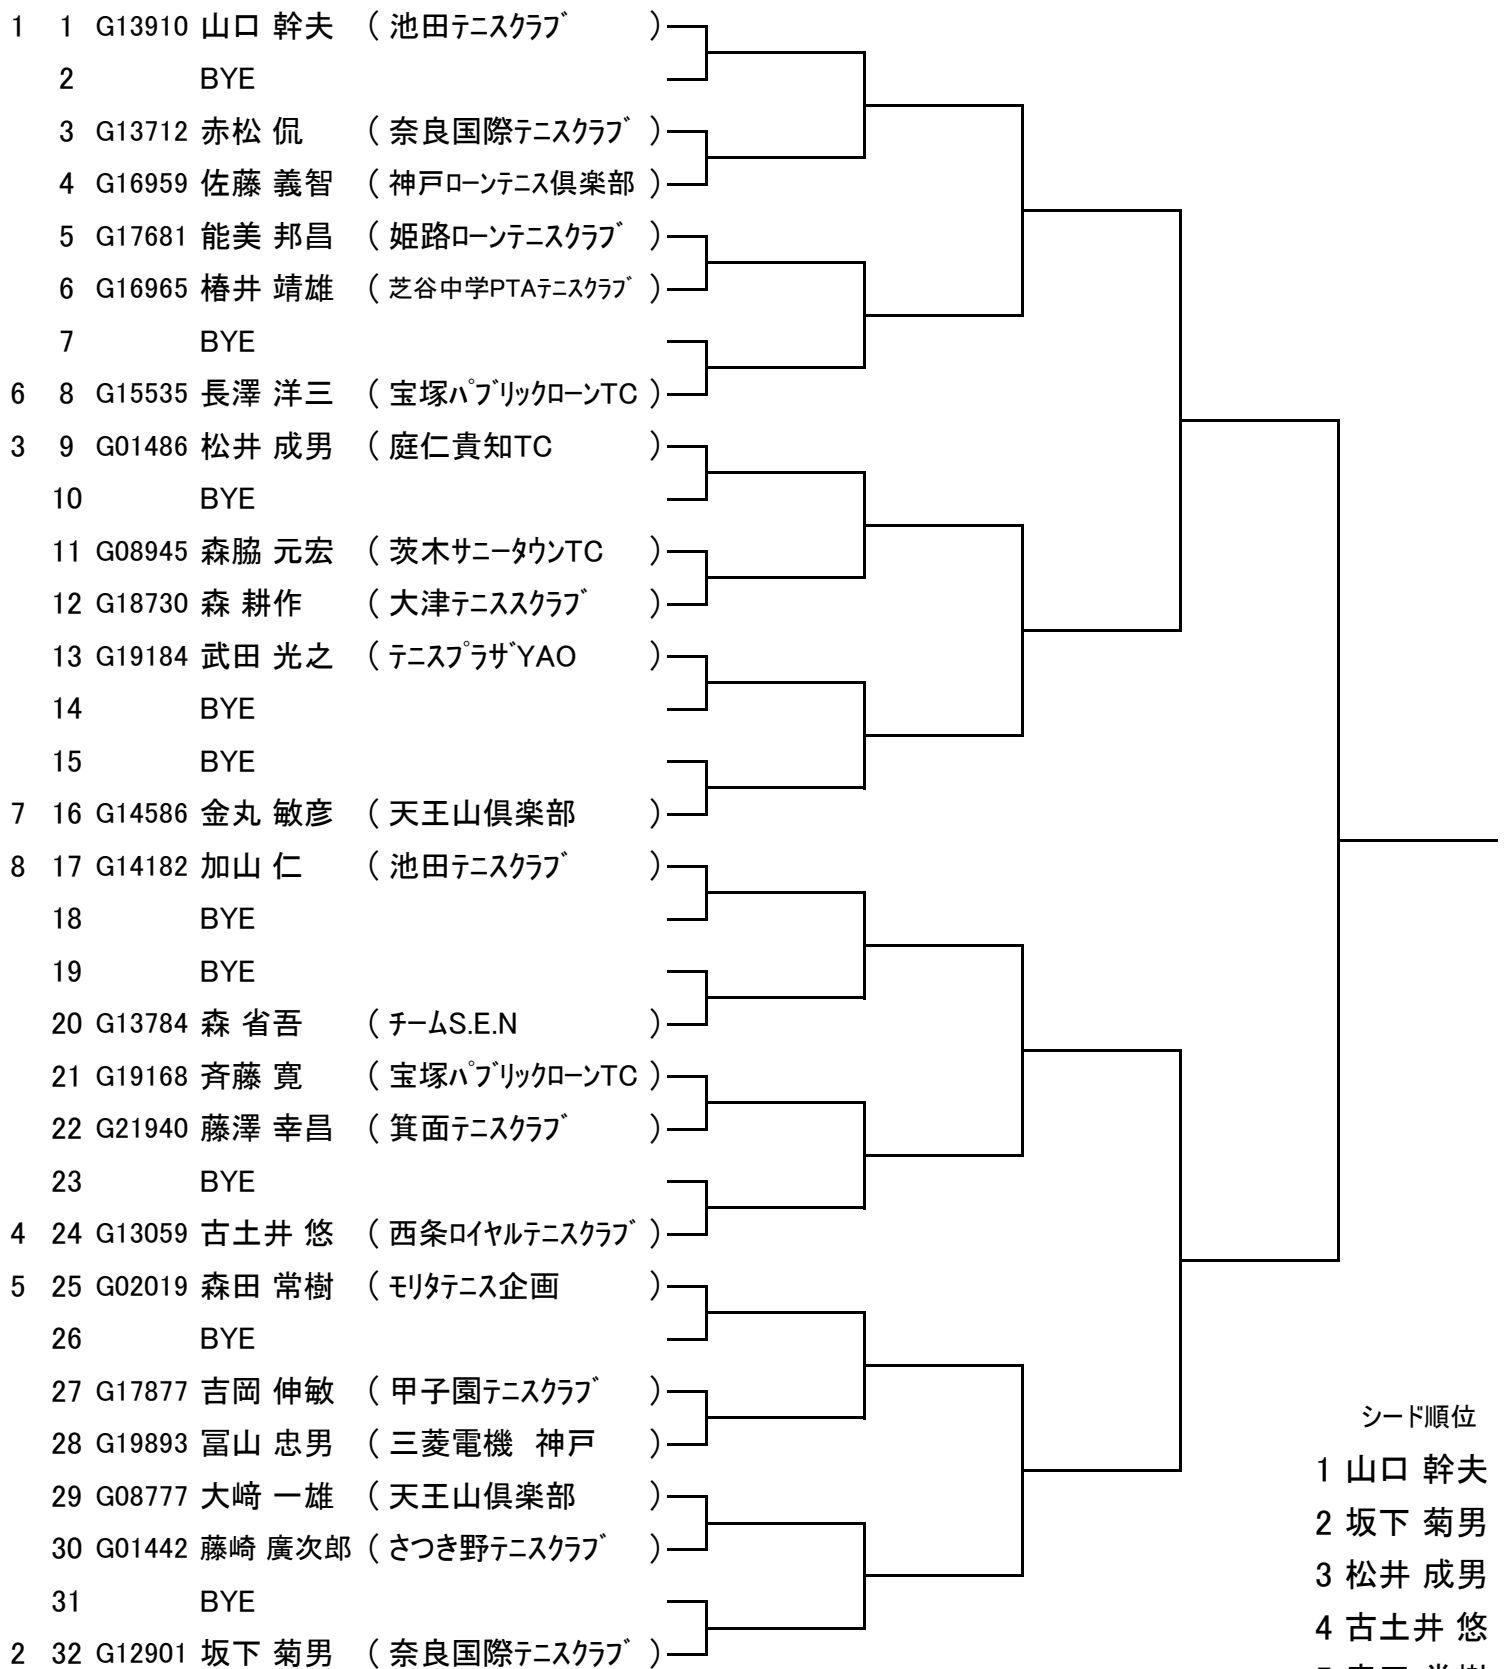 1 1 G13910 山口 幹夫 ( 池田テニスクラブ )
2 BYE
3 G13712 赤松 侃 ( 奈良国際テニスクラブ )
4 G16959 佐藤 義智 ( 神戸ローンテニス倶楽部 )
5 G17681 能美 邦昌 ( 姫路ローンテニスクラブ )
6 G16965 椿井 靖雄 ( 芝谷中学PTAテニスクラブ )
7 BYE
6 8 G15535 長澤 洋三 ( 宝塚パブリックローンTC )
3 9 G01486 松井 成男 ( 庭仁貴知TC )
10 BYE
11 G08945 森脇 元宏 ( 茨木サニータウンTC )
12 G18730 森 耕作 ( 大津テニススクラブ )
13 G19184 武田 光之 ( テニスプラザYAO )
14 BYE
15 BYE
7 16 G14586 金丸 敏彦 ( 天王山倶楽部 )
8 17 G14182 加山 仁 ( 池田テニスクラブ )
18 BYE
19 BYE
20 G13784 森 省吾 ( チームS.E.N )
21 G19168 斉藤 寛 ( 宝塚パブリックローンTC )
22 G21940 藤澤 幸昌 ( 箕面テニスクラブ )
23 BYE
4 24 G13059 古土井 悠 ( 西条ロイヤルテニスクラブ )
5 25 G02019 森田 常樹 ( モリタテニス企画 )
26 BYE
27 G17877 吉岡 伸敏 ( 甲子園テニスクラブ )
28 G19893 冨山 忠男 ( 三菱電機 神戸 )
29 G08777 大﨑 一雄 ( 天王山倶楽部 )
30 G01442 藤崎 廣次郎 ( さつき野テニスクラブ )
31 BYE
2 32 G12901 坂下 菊男 ( 奈良国際テニスクラブ )
シード順位
1 山口 幹夫
2 坂下 菊男
3 松井 成男
4 古土井 悠